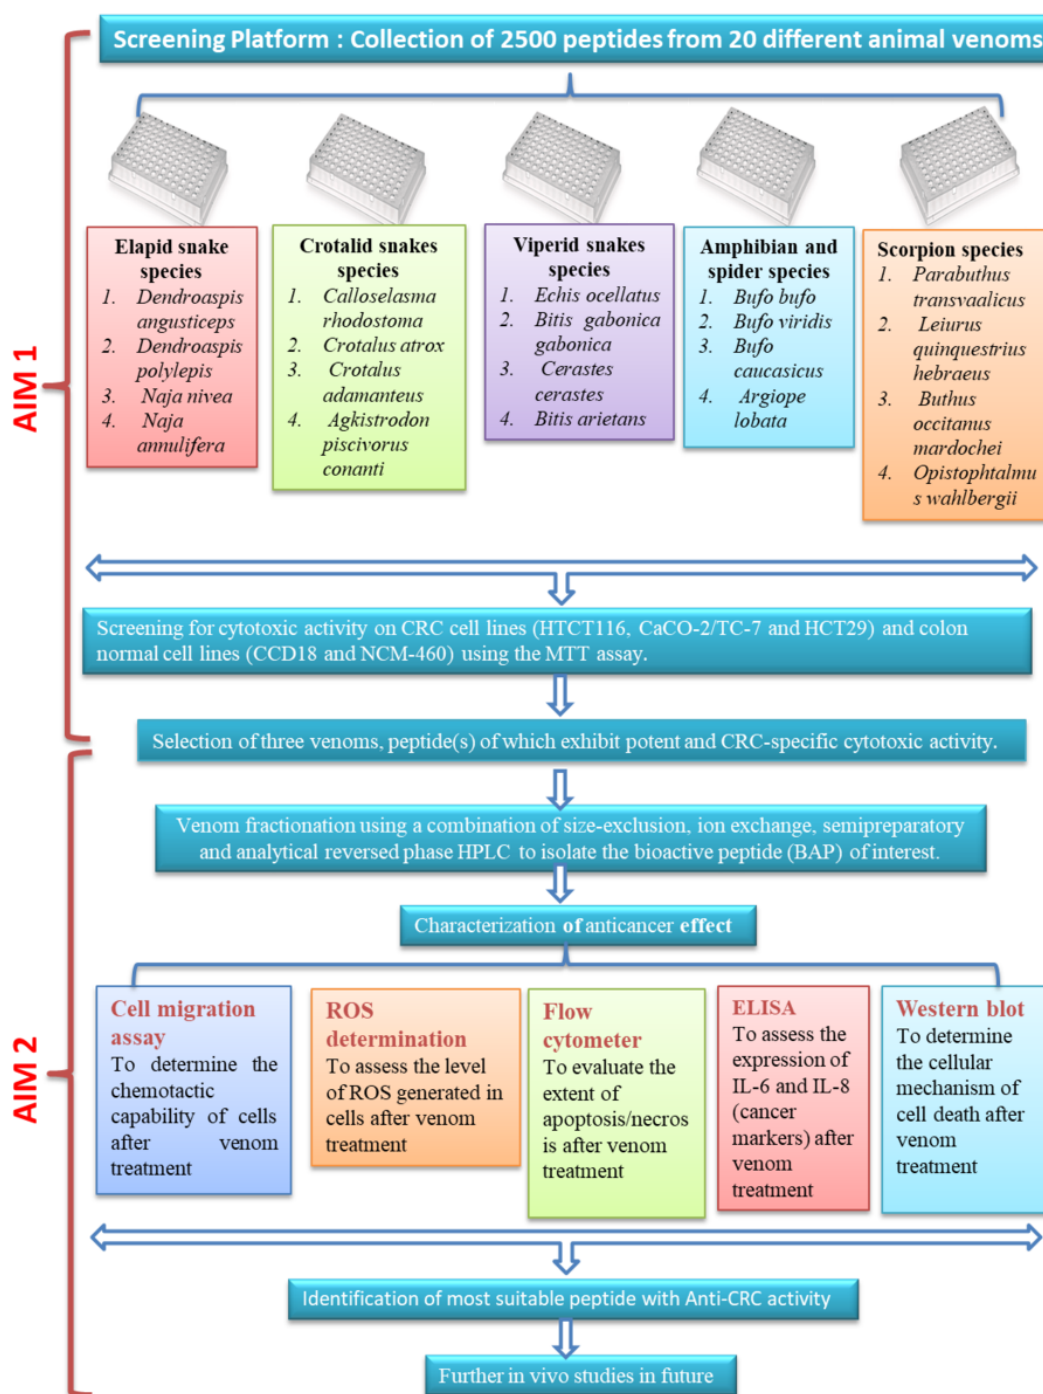 Screening Platform : Collection of 2500 peptides from 20 different animal venoms
AIM 1
Elapid snake
species
1. Dendroaspis
angusticeps
2. Dendroaspis
polylepis
3. Naja nivea
4. Naja
annulifera
Crotalid snakes
species
1. Calloselasma
rhodostoma
2. Crotalus atrox
3. Crotalus
adamanteus
4. Agkistrodon
piscivorus
conanti
Viperid snakes
species
1. Echis ocellatus
2. Bitis gabonica
gabonica
3. Cerastes
cerastes
4. Bitis arietans
Amphibian and
spider species
1. Bufo bufo
2. Bufo viridis
3. Bufo
caucasicus
4. Argiope
lobata
Scorpion species
1. Parabuthus
transvaalicus
2. Leiurus
quinquestrius
hebraeus
3. Buthus
occitanus
mardochei
4. Opistophtalmu
s wahlbergii
Screening for cytotoxic activity on CRC cell lines (HTCT116, CaCO-2/TC-7 and HCT29) and colon
normal cell lines (CCD18 and NCM-460) using the MTT assay.
Selection of three venoms, peptide(s) of which exhibit potent and CRC-specific cytotoxic activity.
AIM 2
Venom fractionation using a combination of size-exclusion, ion exchange, semipreparatory
and analytical reversed phase HPLC to isolate the bioactive peptide (BAP) of interest.
Characterization of anticancer effect
Cell migration
assay
To determine the
chemotactic
capability of cells
after venom
treatment
ROS
determination
To assess the level
of ROS generated in
cells after venom
treatment
Flow
cytometer
To evaluate the
extent of
apoptosis/necros
is after venom
treatment
ELISA
To assess the
expression of
IL-6 and IL-8
(cancer
markers) after
venom
treatment
Western blot
To determine
the cellular
mechanism of
cell death after
venom
treatment
Identification of most suitable peptide with Anti-CRC activity
Further in vivo studies in future